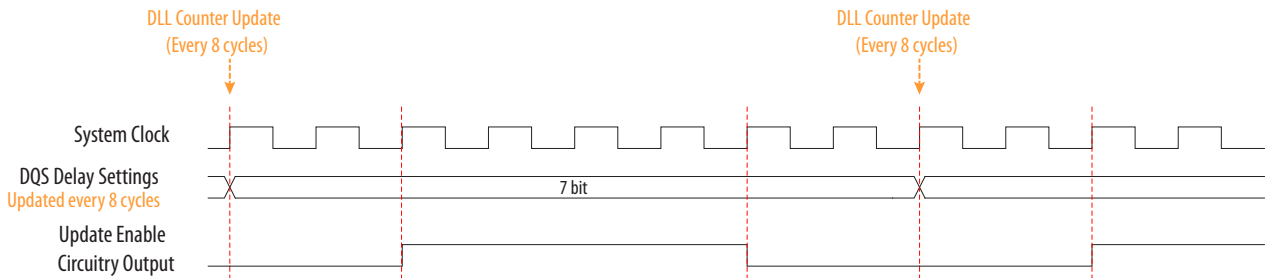 DLL Counter Update
(Every 8 cycles)
DLL Counter Update
(Every 8 cycles)
System Clock
DQS Delay Settings
Updated every 8 cycles
7 bit
Update Enable
Circuitry Output